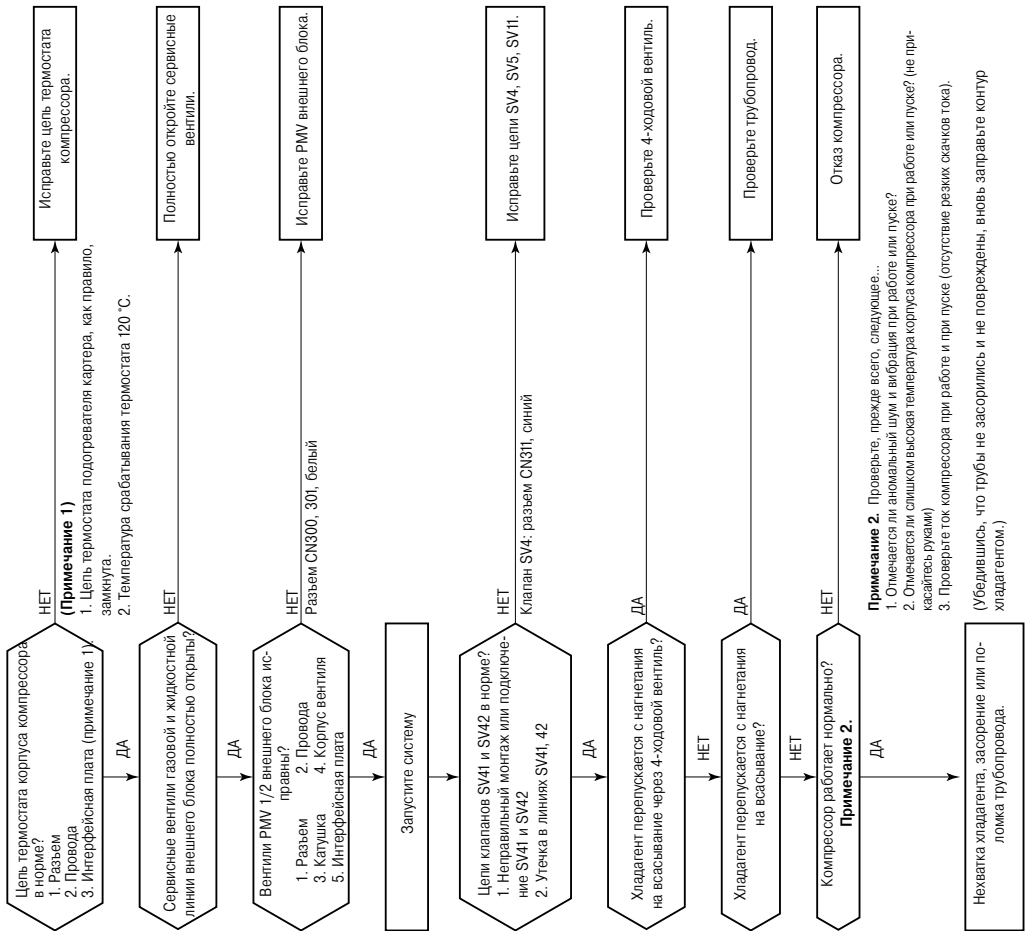 Цепь термостата корпуса компрессора
в норме?
1. Разъем
2. Провода
3. Интерфейсная плата (примечание 1).
НЕТ
Исправьте цепь термостата
компрессора.
(Примечание 1)
1. Цепь термостата подогревателя картера, как правило,
замкнута.
2. Температура срабатывания термостата 120 °C.
ДА
Сервисные вентили газовой и жидкостной
линии внешнего блока полностью открыты?
НЕТ
Полностью откройте сервисные
вентили.
ДА
Вентили PMV 1/2 внешнего блока ис-
правны?
1. Разъем 2. Провода
3. Катушка 4. Корпус вентиля
5. Интерфейсная плата
НЕТ
Разъем CN300, 301, белый
Исправьте PMV внешнего блока.
ДА
Запустите систему
Цепи клапанов SV41 и SV42 в норме?
1. Неправильный монтаж или подключе-
ние SV41 и SV42
2. Утечка в линиях SV41, 42
НЕТ
Клапан SV4: разъем CN311, синий
Исправьте цепи SV4, SV5, SV11.
ДА
Хладагент перепускается с нагнетания
на всасывание через 4-ходовой вентиль?
ДА
Проверьте 4-ходовой вентиль.
НЕТ
Хладагент перепускается с нагнетания
на всасывание?
ДА
Проверьте трубопровод.
НЕТ
Компрессор работает нормально?
Примечание 2.
НЕТ
Отказ компрессора.
ДА
Примечание 2. Проверьте, прежде всего, следующее...
1. Отмечается ли аномальный шум и вибрация при работе или пуске?
2. Отмечается ли слишком высокая температура корпуса компрессора при работе или пуске? (не при-
касайтесь руками)
3. Проверьте ток компрессора при работе и при пуске (отсутствие резких скачков тока).
Нехватка хладагента, засорение или по-
ломка трубопровода.
(Убедившись, что трубы не засорились и не повреждены, вновь заправьте контур
хладагентом.)